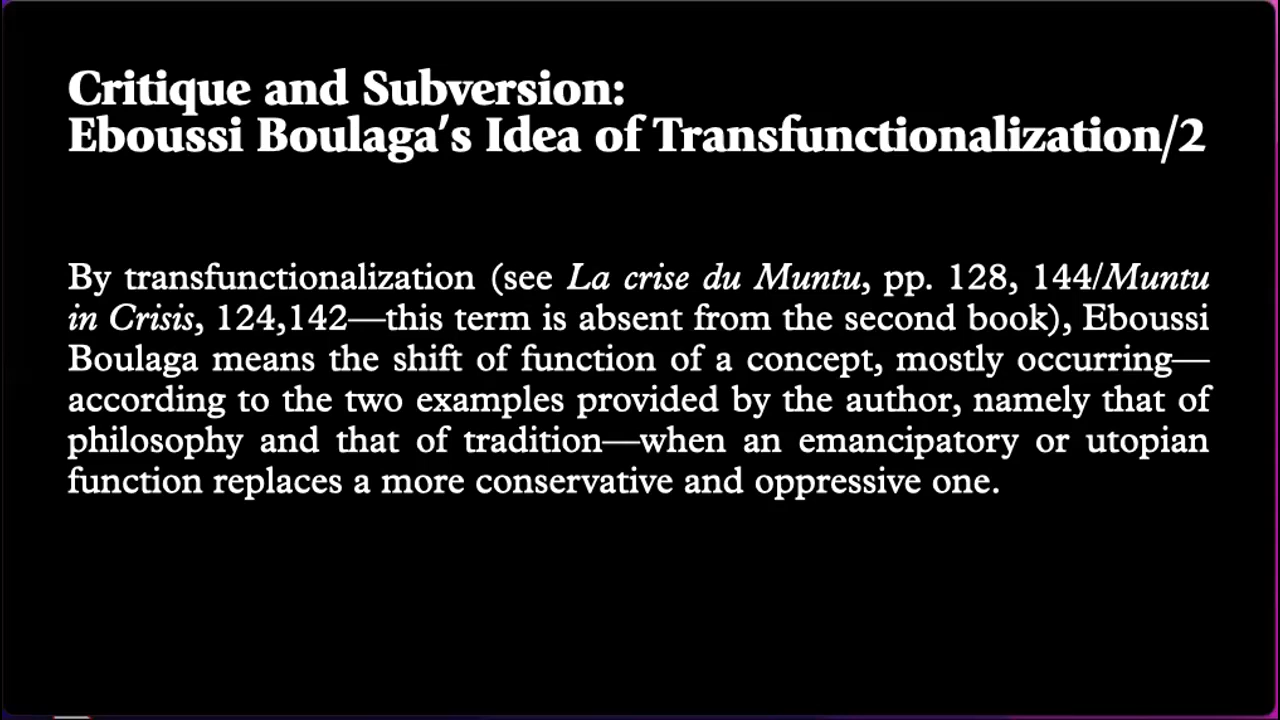 Critique and Subversion:
Eboussi Boulaga's Idea of Transfunctionalization/2
By transfunctionalization (see La crise du Muntu, pp. 128, 144/Muntu
in Crisis, 124,142—this term is absent from the second book), Eboussi
Boulaga means the shift of function of a concept, mostly occurring—
according to the two examples provided by the author, namely that of
philosophy and that of tradition—when an emancipatory or utopian
function replaces a more conservative and oppressive one.